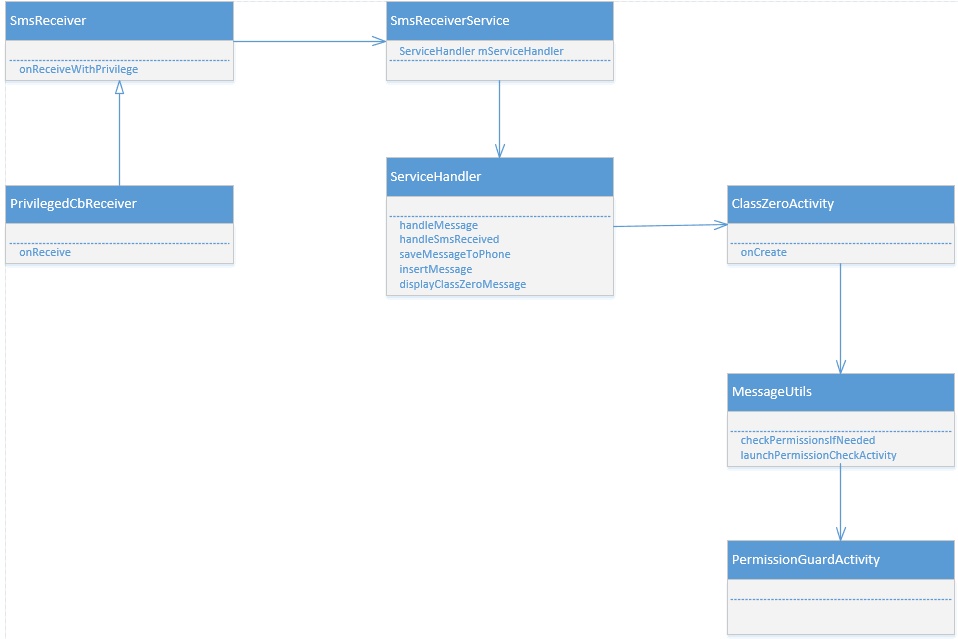 SmsReceiver
onReceiveWithPrivilege
SmsReceiverService
ServiceHandler mServiceHandler
PrivilegedCbReceiver
onReceive
ServiceHandler
handleMessage
handleSmsReceived
saveMessageToPhone
insertMessage
displayClassZeroMessage
ClassZeroActivity
onCreate
MessageUtils
checkPermissionsIfNeeded
launchPermissionCheckActivity
PermissionGuardActivity